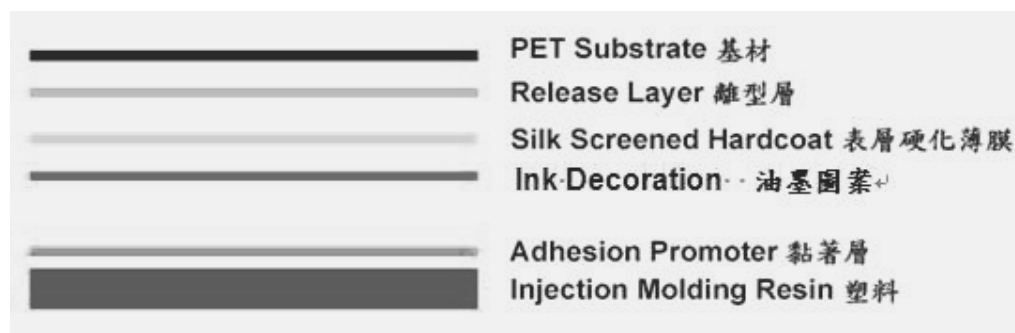 PET Substrate 基材
Release Layer 離型層
Silk Screened Hardcoat 表層硬化薄膜
Ink·Decoration··油墨圖案↵
Adhesion Promoter 黏著層
Injection Molding Resin 塑料